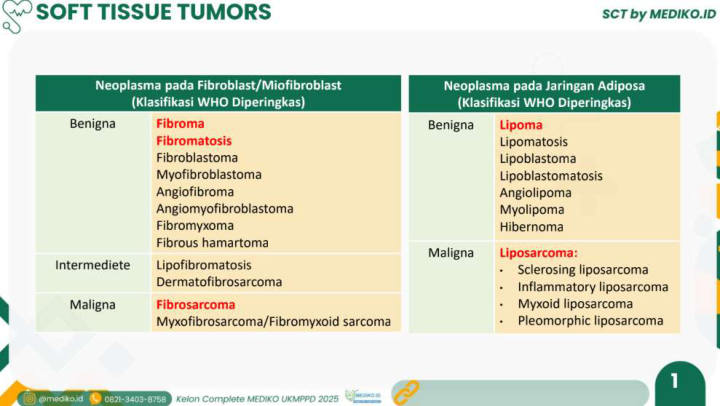 SOFT TISSUE TUMORS
SCT by MEDIKO.ID
Neoplasma pada Fibroblast/Miofibroblast
(Klasifikasi WHO Diperingkas)
Benigna
Fibroma
Fibromatosis
Fibroblastoma
Myofibroblastoma
Angiofibroma
Angiomyofibroblastoma
Fibromyxoma
Fibrous hamartoma
Intermediete
Lipofibromatosis
Dermatofibrosarcoma
Maligna
Fibrosarcoma
Myxofibrosarcoma/Fibromyxoid sarcoma
Neoplasma pada Jaringan Adiposa
(Klasifikasi WHO Diperingkas)
Benigna
Lipoma
Lipomatosis
Lipoblastoma
Lipoblastomatosis
Angiolipoma
Myolipoma
Hibernoma
Maligna
Liposarcoma:
• Sclerosing liposarcoma
• Inflammatory liposarcoma
• Myxoid liposarcoma
• Pleomorphic liposarcoma
1
@mediko.id 0821-3403-8758 Kelon Complete MEDIKO UKMPPD 2025 MEDIKO.ID